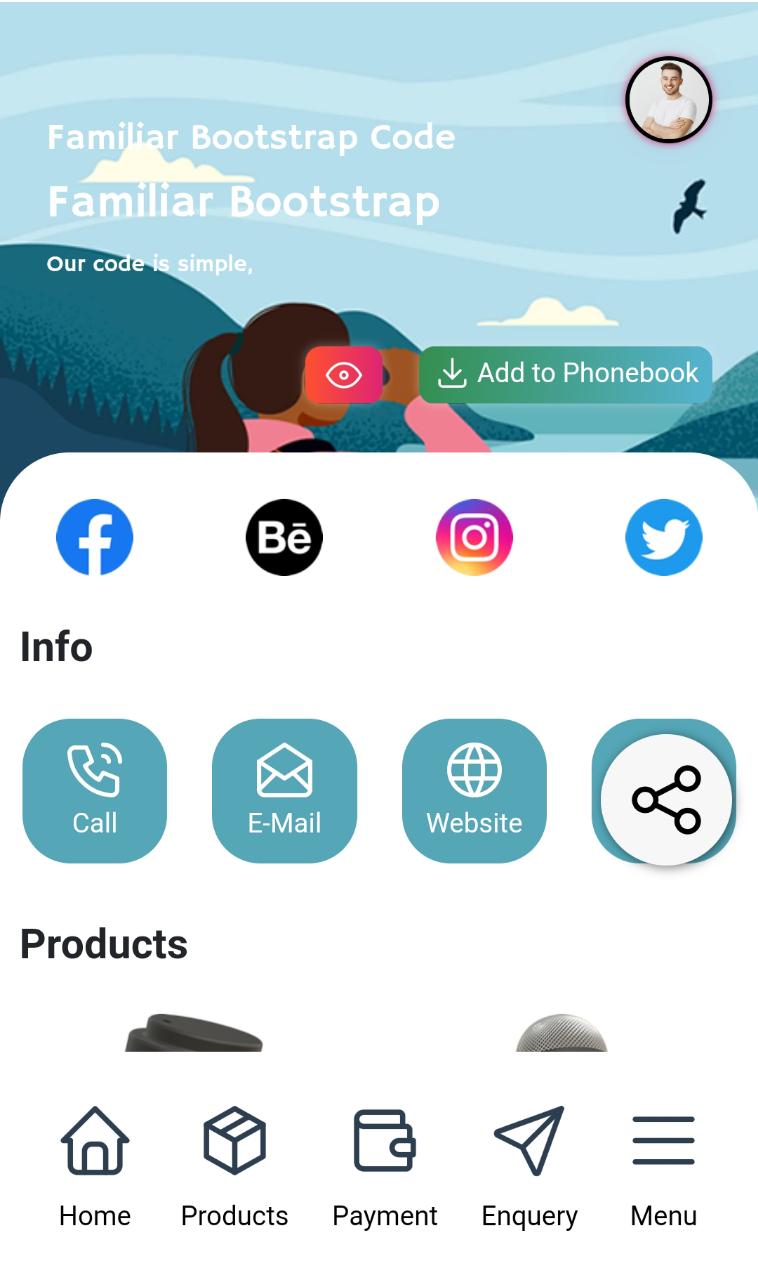 Familiar Bootstrap Code
Familiar Bootstrap
Our code is simple,
Add to Phonebook
Bē
Info
Call
E-Mail
Website
Products
Home
Products
Payment
Enquery
Menu